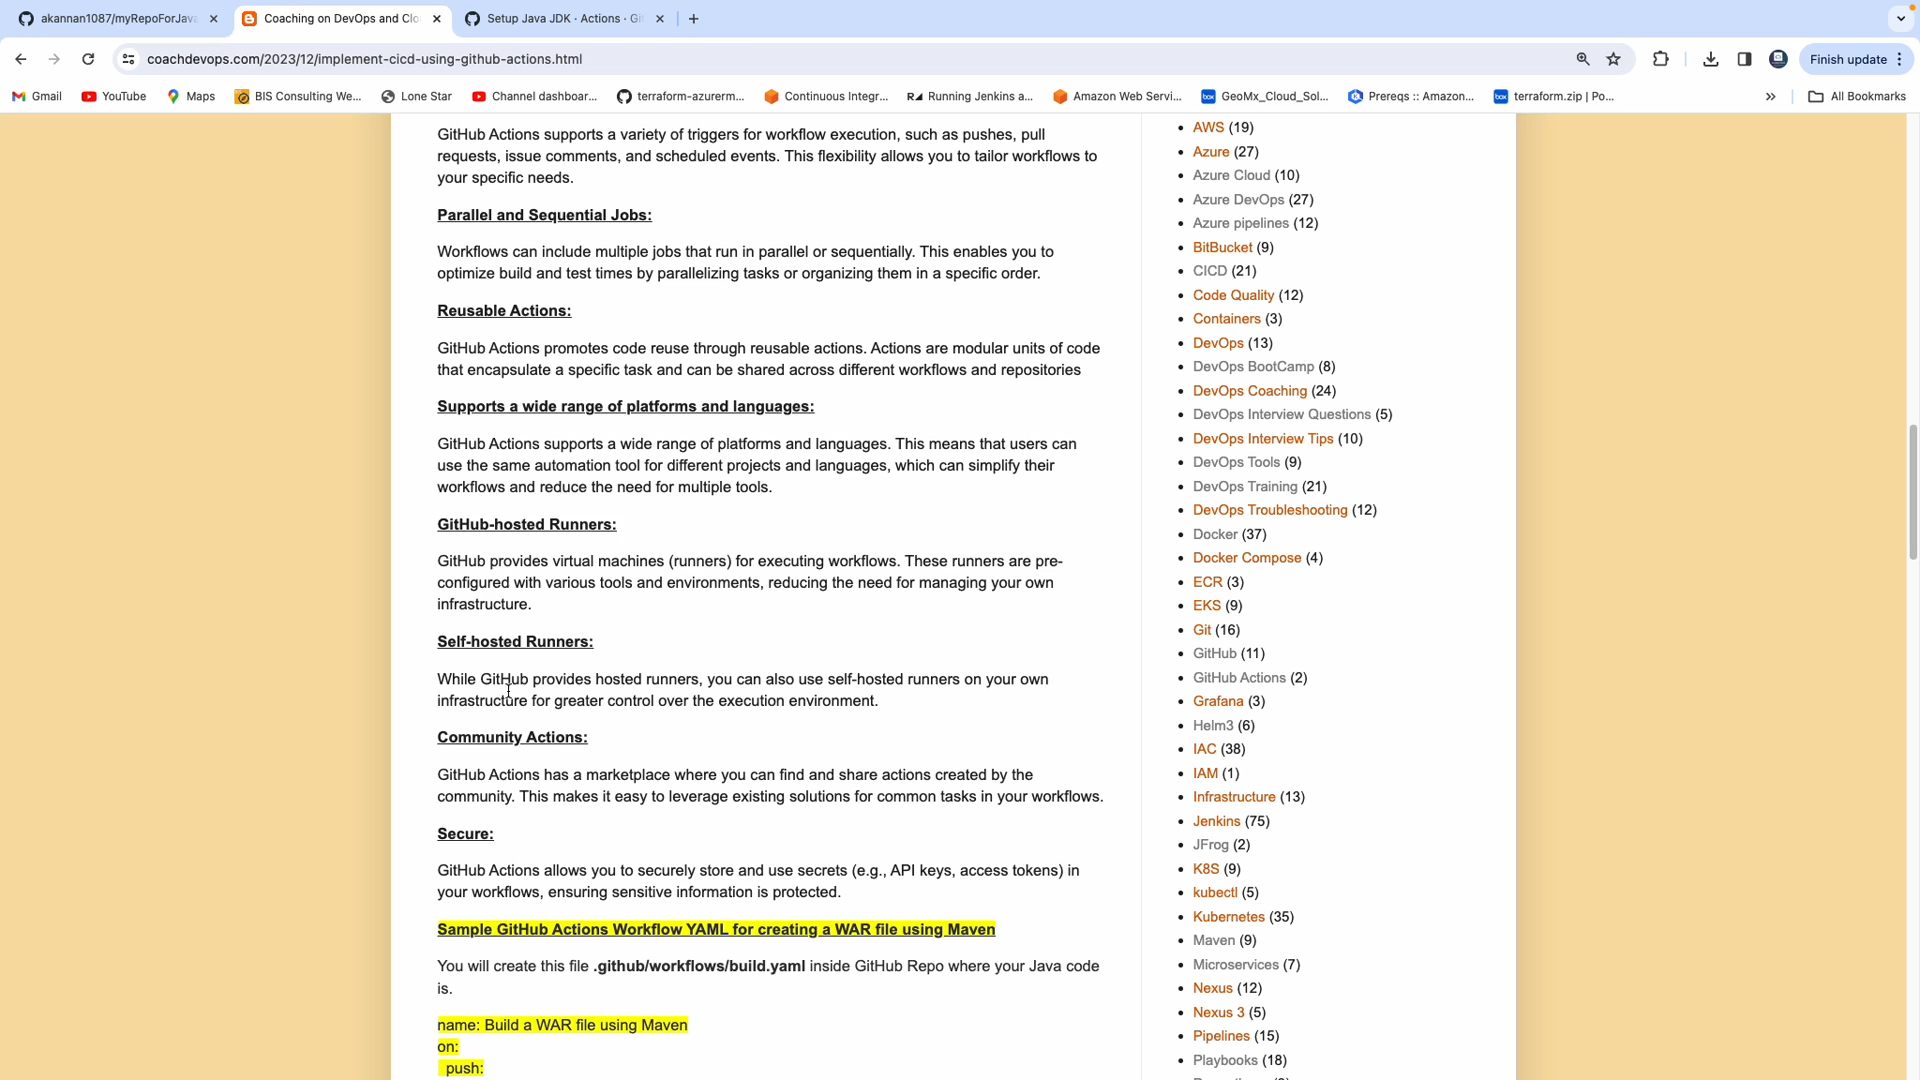 akannan1087/myRepoForJava
Coaching on DevOps and Clo
Setup Java JDK · Actions · Gi
coachdevops.com/2023/12/implement-cicd-using-github-actions.html
Finish update
Gmail
YouTube
Maps
BIS Consulting We...
Lone Star
Channel dashboar...
terraform-azurerm...
Continuous Integr...
Running Jenkins a...
Amazon Web Servi...
GeoMx_Cloud_Sol...
Prereqs :: Amazon...
terraform.zip | Po...
»
All Bookmarks
GitHub Actions supports a variety of triggers for workflow execution, such as pushes, pull
requests, issue comments, and scheduled events. This flexibility allows you to tailor workflows to
your specific needs.
Parallel and Sequential Jobs:
Workflows can include multiple jobs that run in parallel or sequentially. This enables you to
optimize build and test times by parallelizing tasks or organizing them in a specific order.
Reusable Actions:
GitHub Actions promotes code reuse through reusable actions. Actions are modular units of code
that encapsulate a specific task and can be shared across different workflows and repositories
Supports a wide range of platforms and languages:
GitHub Actions supports a wide range of platforms and languages. This means that users can
use the same automation tool for different projects and languages, which can simplify their
workflows and reduce the need for multiple tools.
GitHub-hosted Runners:
GitHub provides virtual machines (runners) for executing workflows. These runners are pre-
configured with various tools and environments, reducing the need for managing your own
infrastructure.
Self-hosted Runners:
While GitHub provides hosted runners, you can also use self-hosted runners on your own
infrastructure for greater control over the execution environment.
Community Actions:
GitHub Actions has a marketplace where you can find and share actions created by the
community. This makes it easy to leverage existing solutions for common tasks in your workflows.
Secure:
GitHub Actions allows you to securely store and use secrets (e.g., API keys, access tokens) in
your workflows, ensuring sensitive information is protected.
Sample GitHub Actions Workflow YAML for creating a WAR file using Maven
You will create this file .github/workflows/build.yaml inside GitHub Repo where your Java code
is.
name: Build a WAR file using Maven
on:
push:
AWS (19)
Azure (27)
Azure Cloud (10)
Azure DevOps (27)
Azure pipelines (12)
BitBucket (9)
CICD (21)
Code Quality (12)
Containers (3)
DevOps (13)
DevOps BootCamp (8)
DevOps Coaching (24)
DevOps Interview Questions (5)
DevOps Interview Tips (10)
DevOps Tools (9)
DevOps Training (21)
DevOps Troubleshooting (12)
Docker (37)
Docker Compose (4)
ECR (3)
EKS (9)
Git (16)
GitHub (11)
GitHub Actions (2)
Grafana (3)
Helm3 (6)
IAC (38)
IAM (1)
Infrastructure (13)
Jenkins (75)
JFrog (2)
K8S (9)
kubectl (5)
Kubernetes (35)
Maven (9)
Microservices (7)
Nexus (12)
Nexus 3 (5)
Pipelines (15)
Playbooks (18)